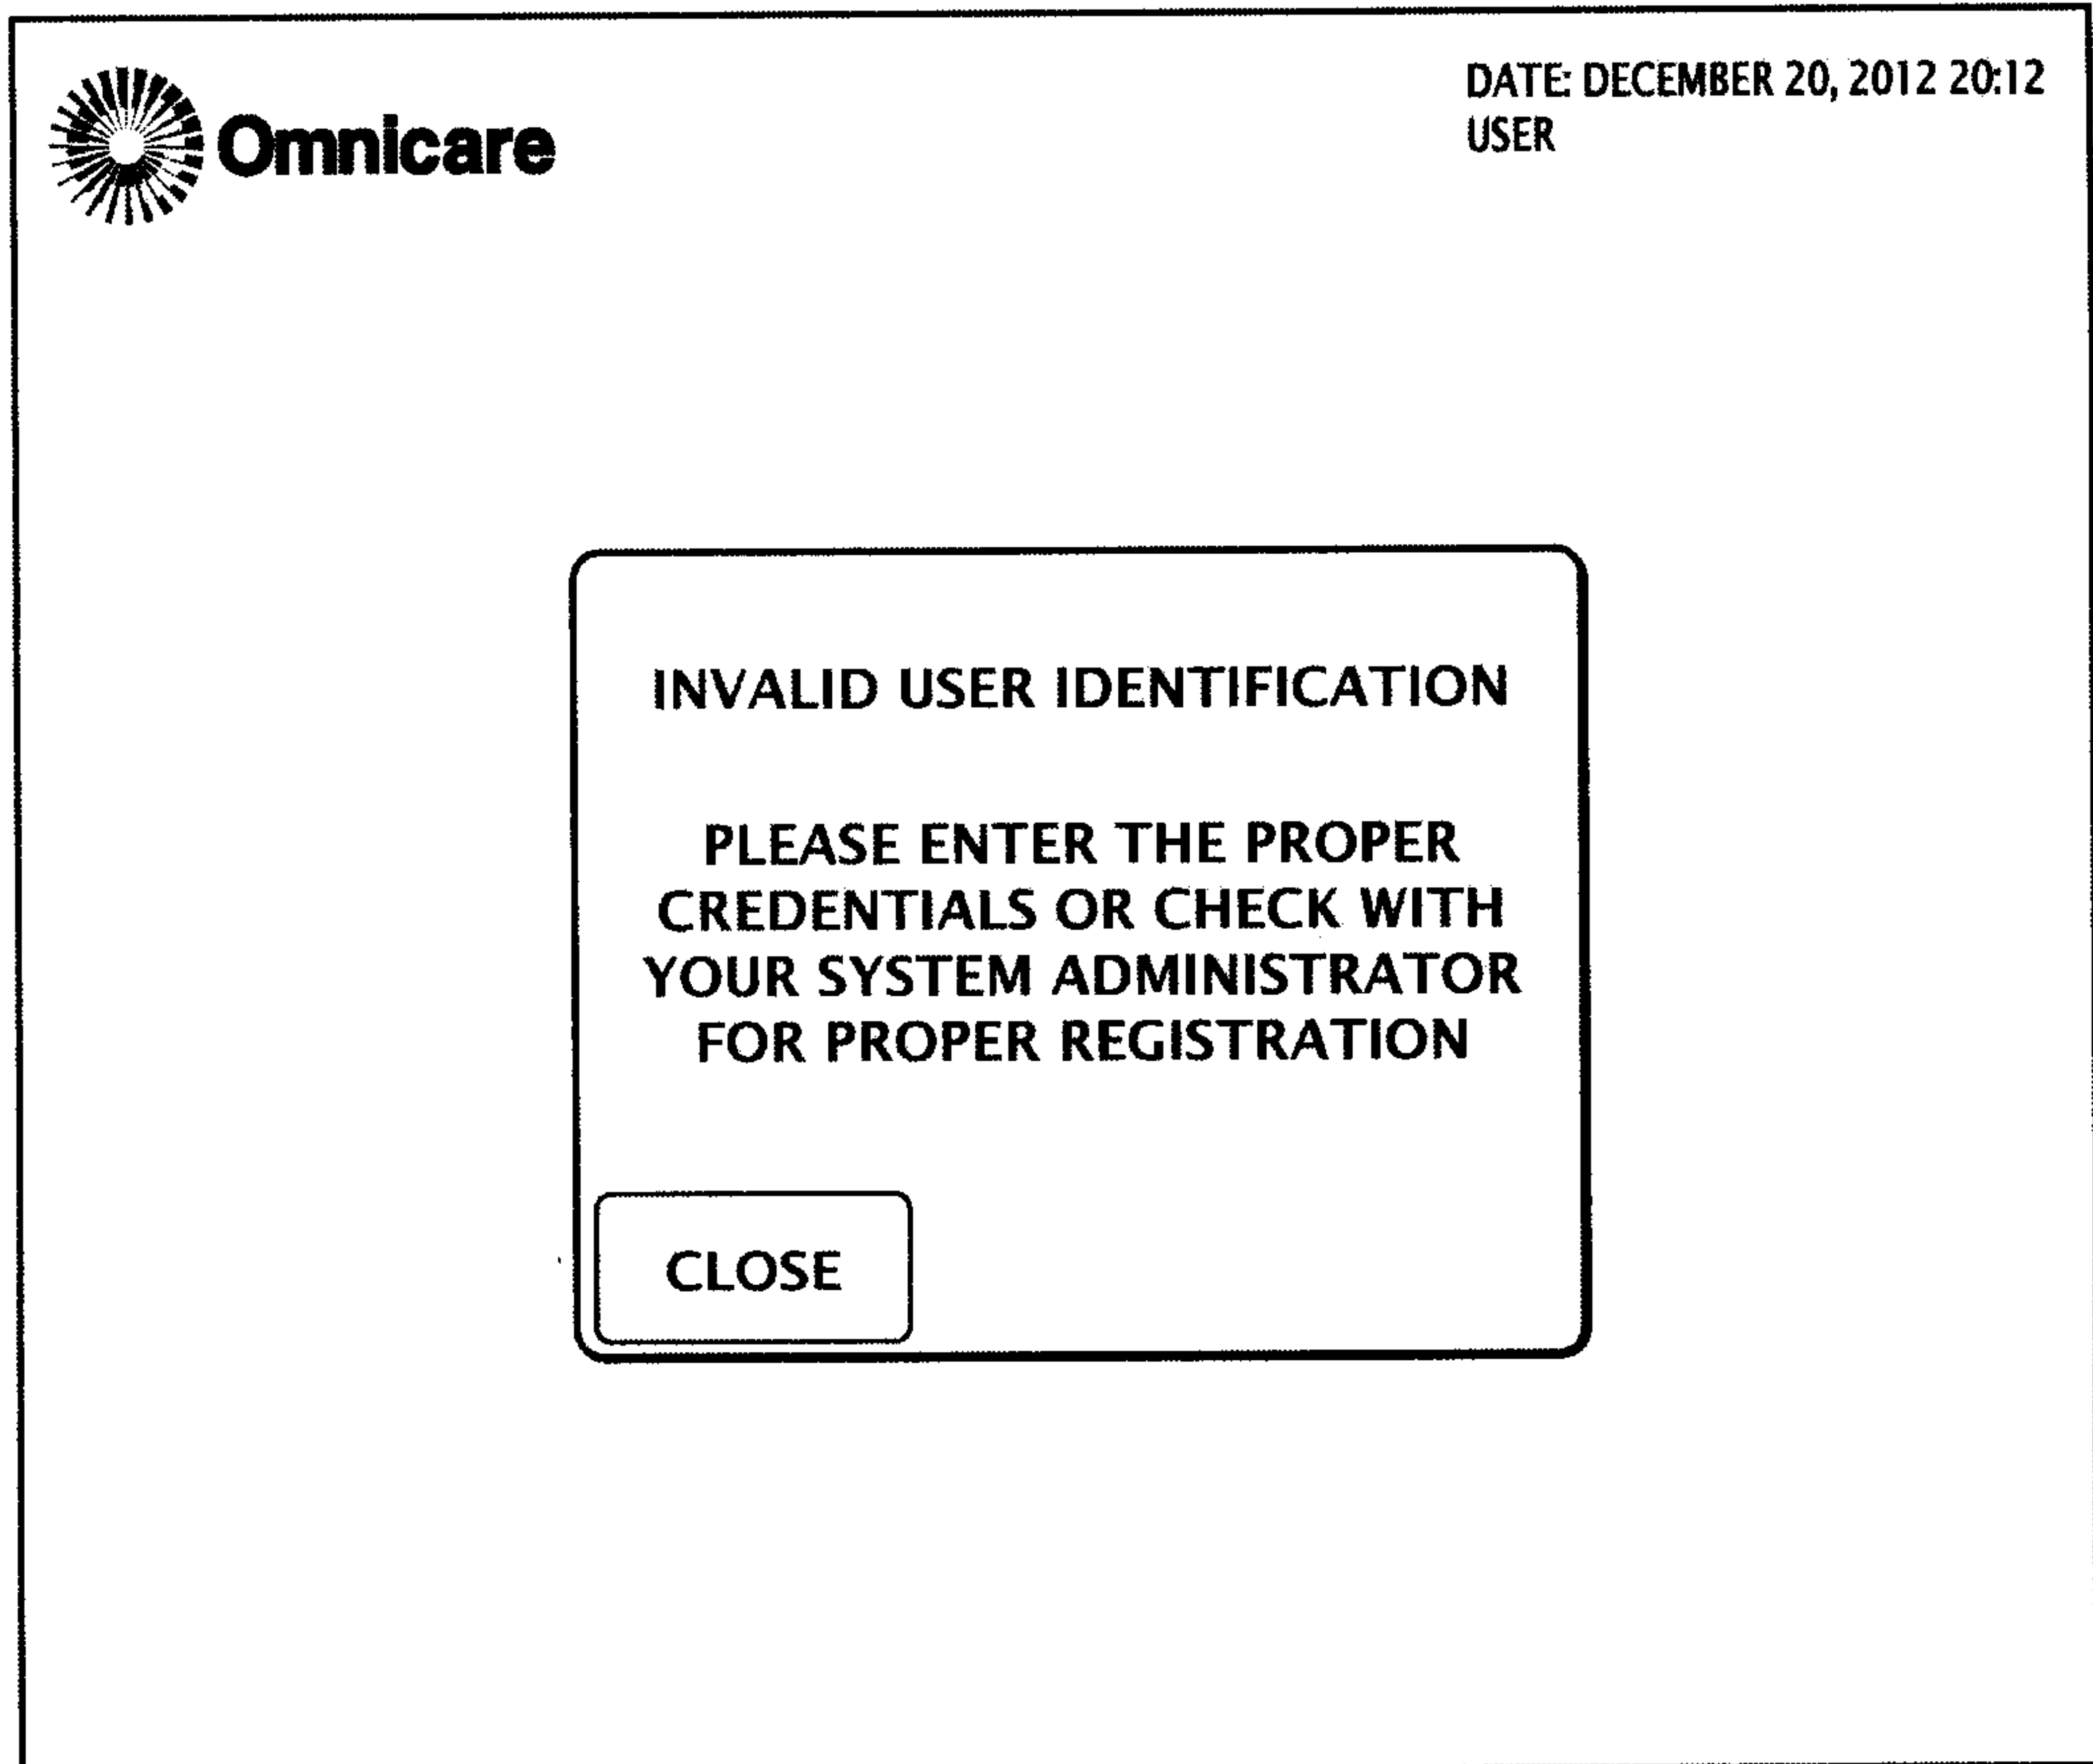 Omnicare
DATE: DECEMBER 20, 2012 20:12
USER
INVALID USER IDENTIFICATION
PLEASE ENTER THE PROPER
CREDENTIALS OR CHECK WITH
YOUR SYSTEM ADMINISTRATOR
FOR PROPER REGISTRATION
CLOSE